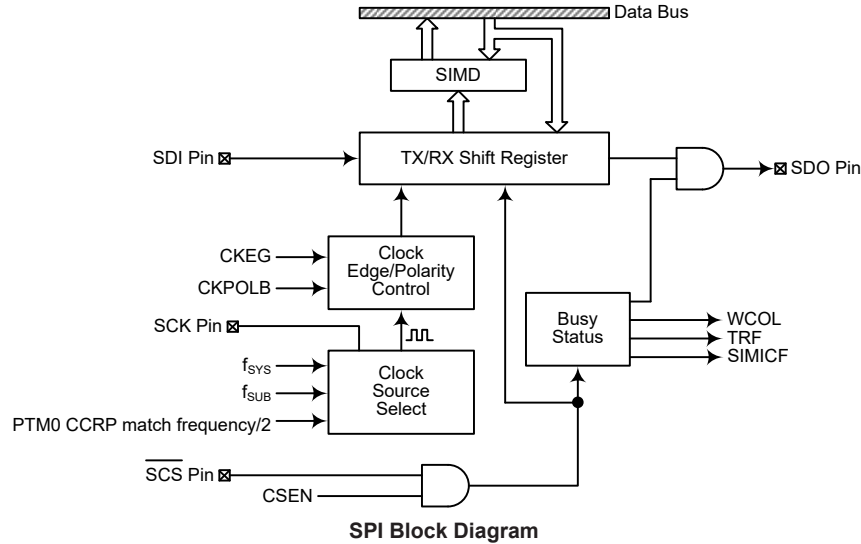 Data Bus
SIMD
SDI Pin
TX/RX Shift Register
SDO Pin
CKEG
CKPOLB
Clock
Edge/Polarity
Control
SCK Pin
Busy
Status
WCOL
TRF
SIMICF
fSYS
fSUB
PTM0 CCRP match frequency/2
Clock
Source
Select
SCS Pin
CSEN
SPI Block Diagram